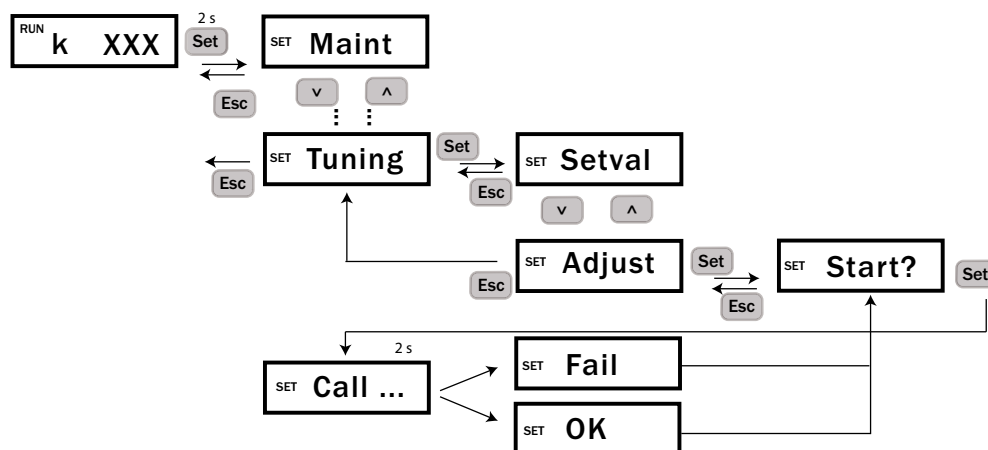 2 s
RUN k XXX Set SET Maint
Esc v ^
SET Tuning Set SET Setval
Esc Esc
v ^
SET Adjust Set SET Start? Set
Esc Esc
2 s
SET Call ... SET Fail
SET OK